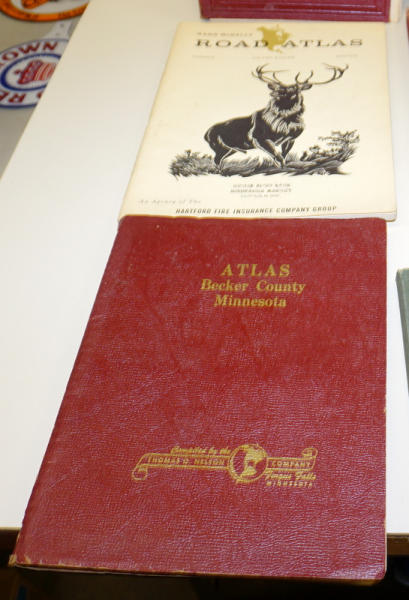 OWN
RAND McNALLY
ROAD ATLAS
An Agency of The
HARTFORD FIRE INSURANCE COMPANY GROUP
ATLAS
Becker County
Minnesota
Compiled by the
THOMAS O. NELSON COMPANY
Fergus Falls
MINNESOTA